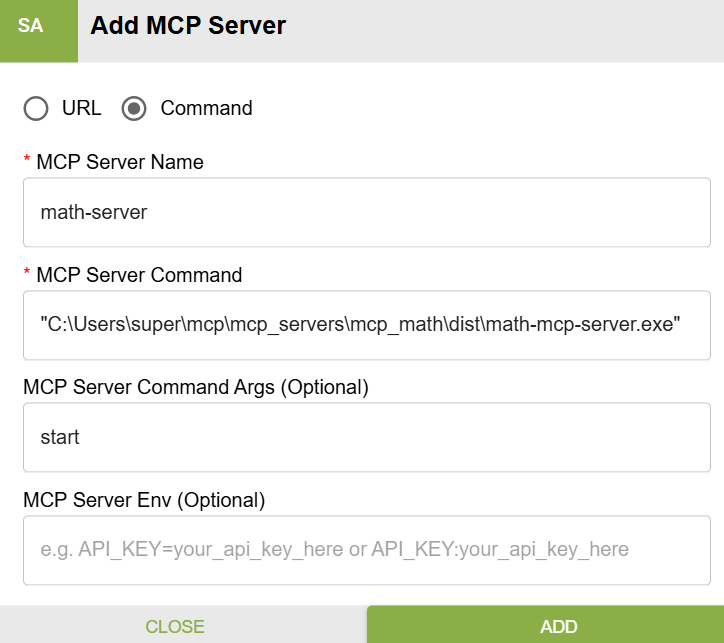 SA Add MCP Server
URL Command
* MCP Server Name
math-server
* MCP Server Command
"C:\Users\super\mcp\mcp_servers\mcp_math\dist\math-mcp-server.exe"
MCP Server Command Args (Optional)
start
MCP Server Env (Optional)
e.g. API_KEY=your_api_key_here or API_KEY:your_api_key_here
CLOSE ADD